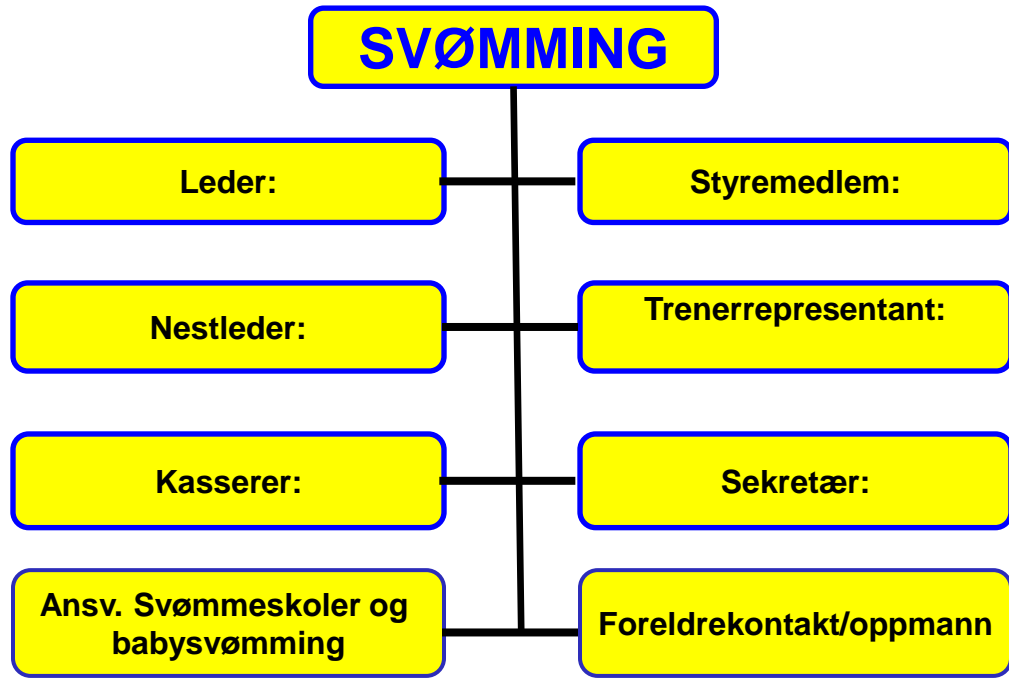 SVØMMING
Leder:
Styremedlem:
Nestleder:
Trenerrepresentant:
Kasserer:
Sekretær:
Ansv. Svømmeskoler og
babysvømming
Foreldrekontakt/oppmann